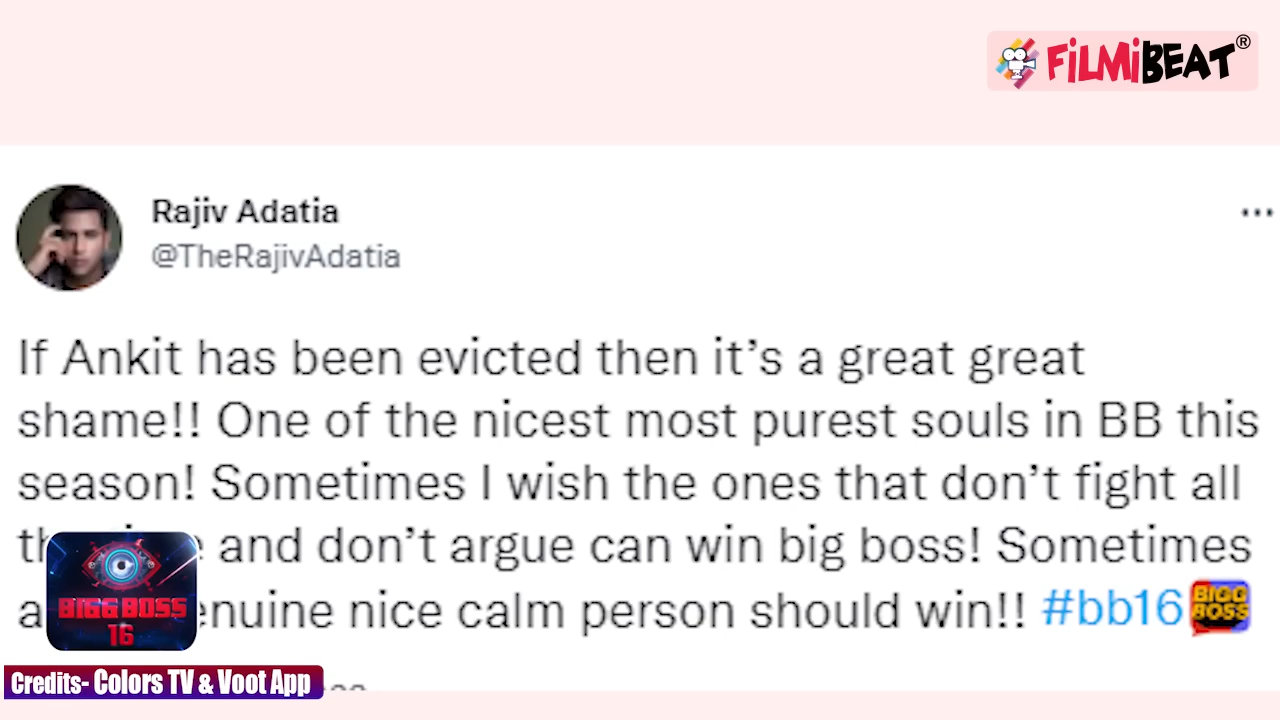 FiLMiBEAT®
Rajiv Adatia
@TheRajivAdatia
If Ankit has been evicted then it's a great great
shame!! One of the nicest most purest souls in BB this
season! Sometimes I wish the ones that don't fight all
and don't argue can win big boss! Sometimes
a enuine nice calm person should win!! #bb16 BIGG BOSS
BIGG BOSS
16
Credits- Colors TV & Voot App